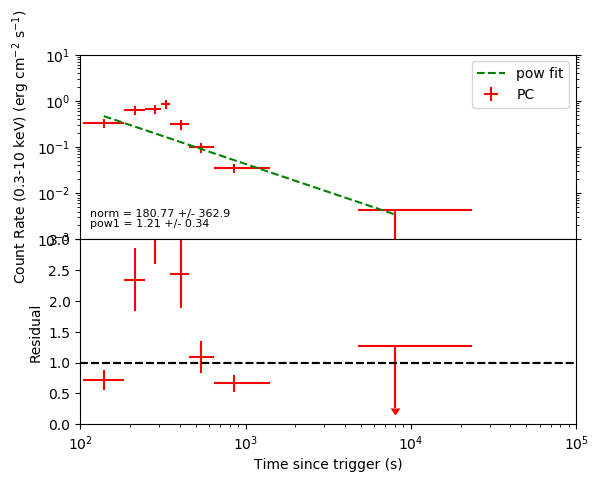 Count Rate (0.3-10 keV) (erg cm⁻² s⁻¹)
10¹
10⁰
10⁻¹
10⁻²
10⁻³
pow fit
PC
norm = 180.77 +/- 362.9
pow1 = 1.21 +/- 0.34
Residual
3.0
2.5
2.0
1.5
1.0
0.5
0.0
10² 10³ 10⁴ 10⁵
Time since trigger (s)